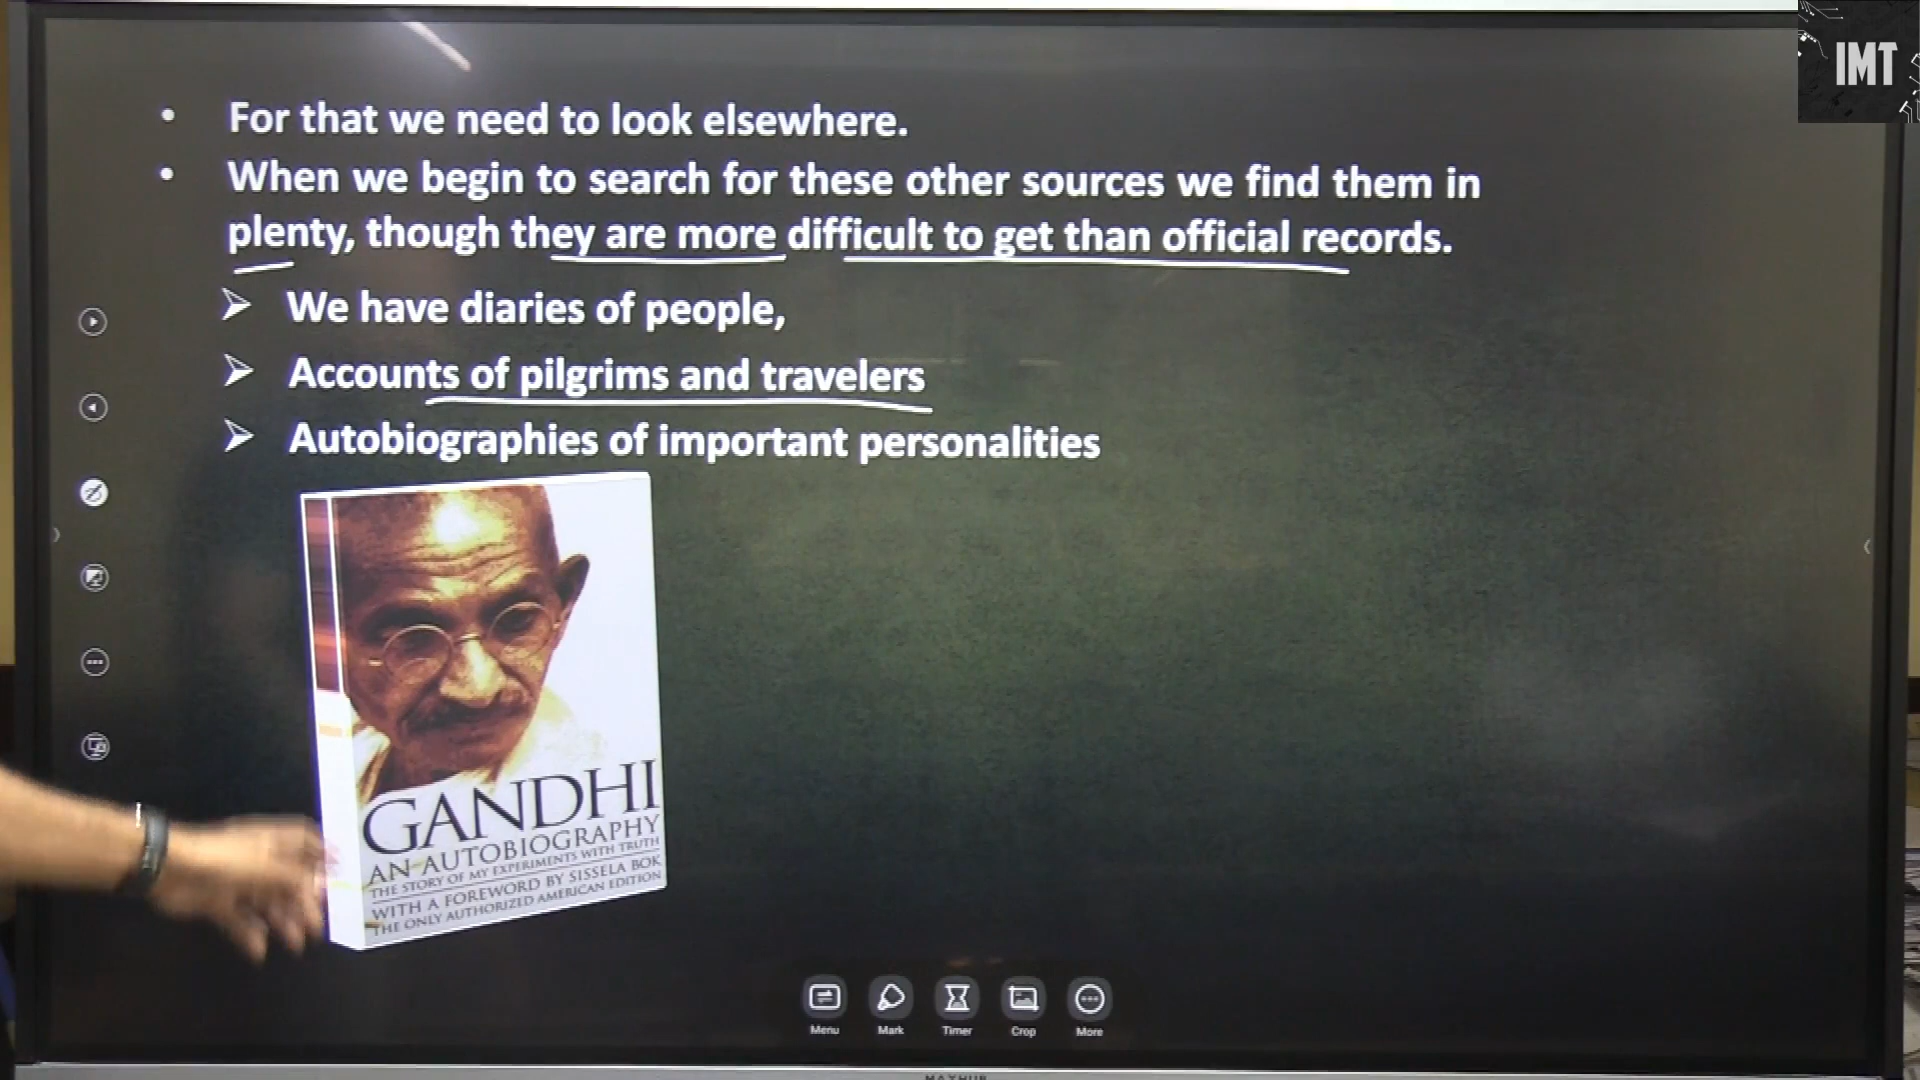 IMT
• For that we need to look elsewhere.
• When we begin to search for these other sources we find them in
plenty, though they are more difficult to get than official records.
➢ We have diaries of people,
➢ Accounts of pilgrims and travelers
➢ Autobiographies of important personalities
GANDHI
AN AUTOBIOGRAPHY
THE STORY OF MY EXPERIMENTS WITH TRUTH
WITH A FOREWORD BY SISSELA BOK
THE ONLY AUTHORIZED AMERICAN EDITION
Menu Mark Timer Crop More
MAXHUB